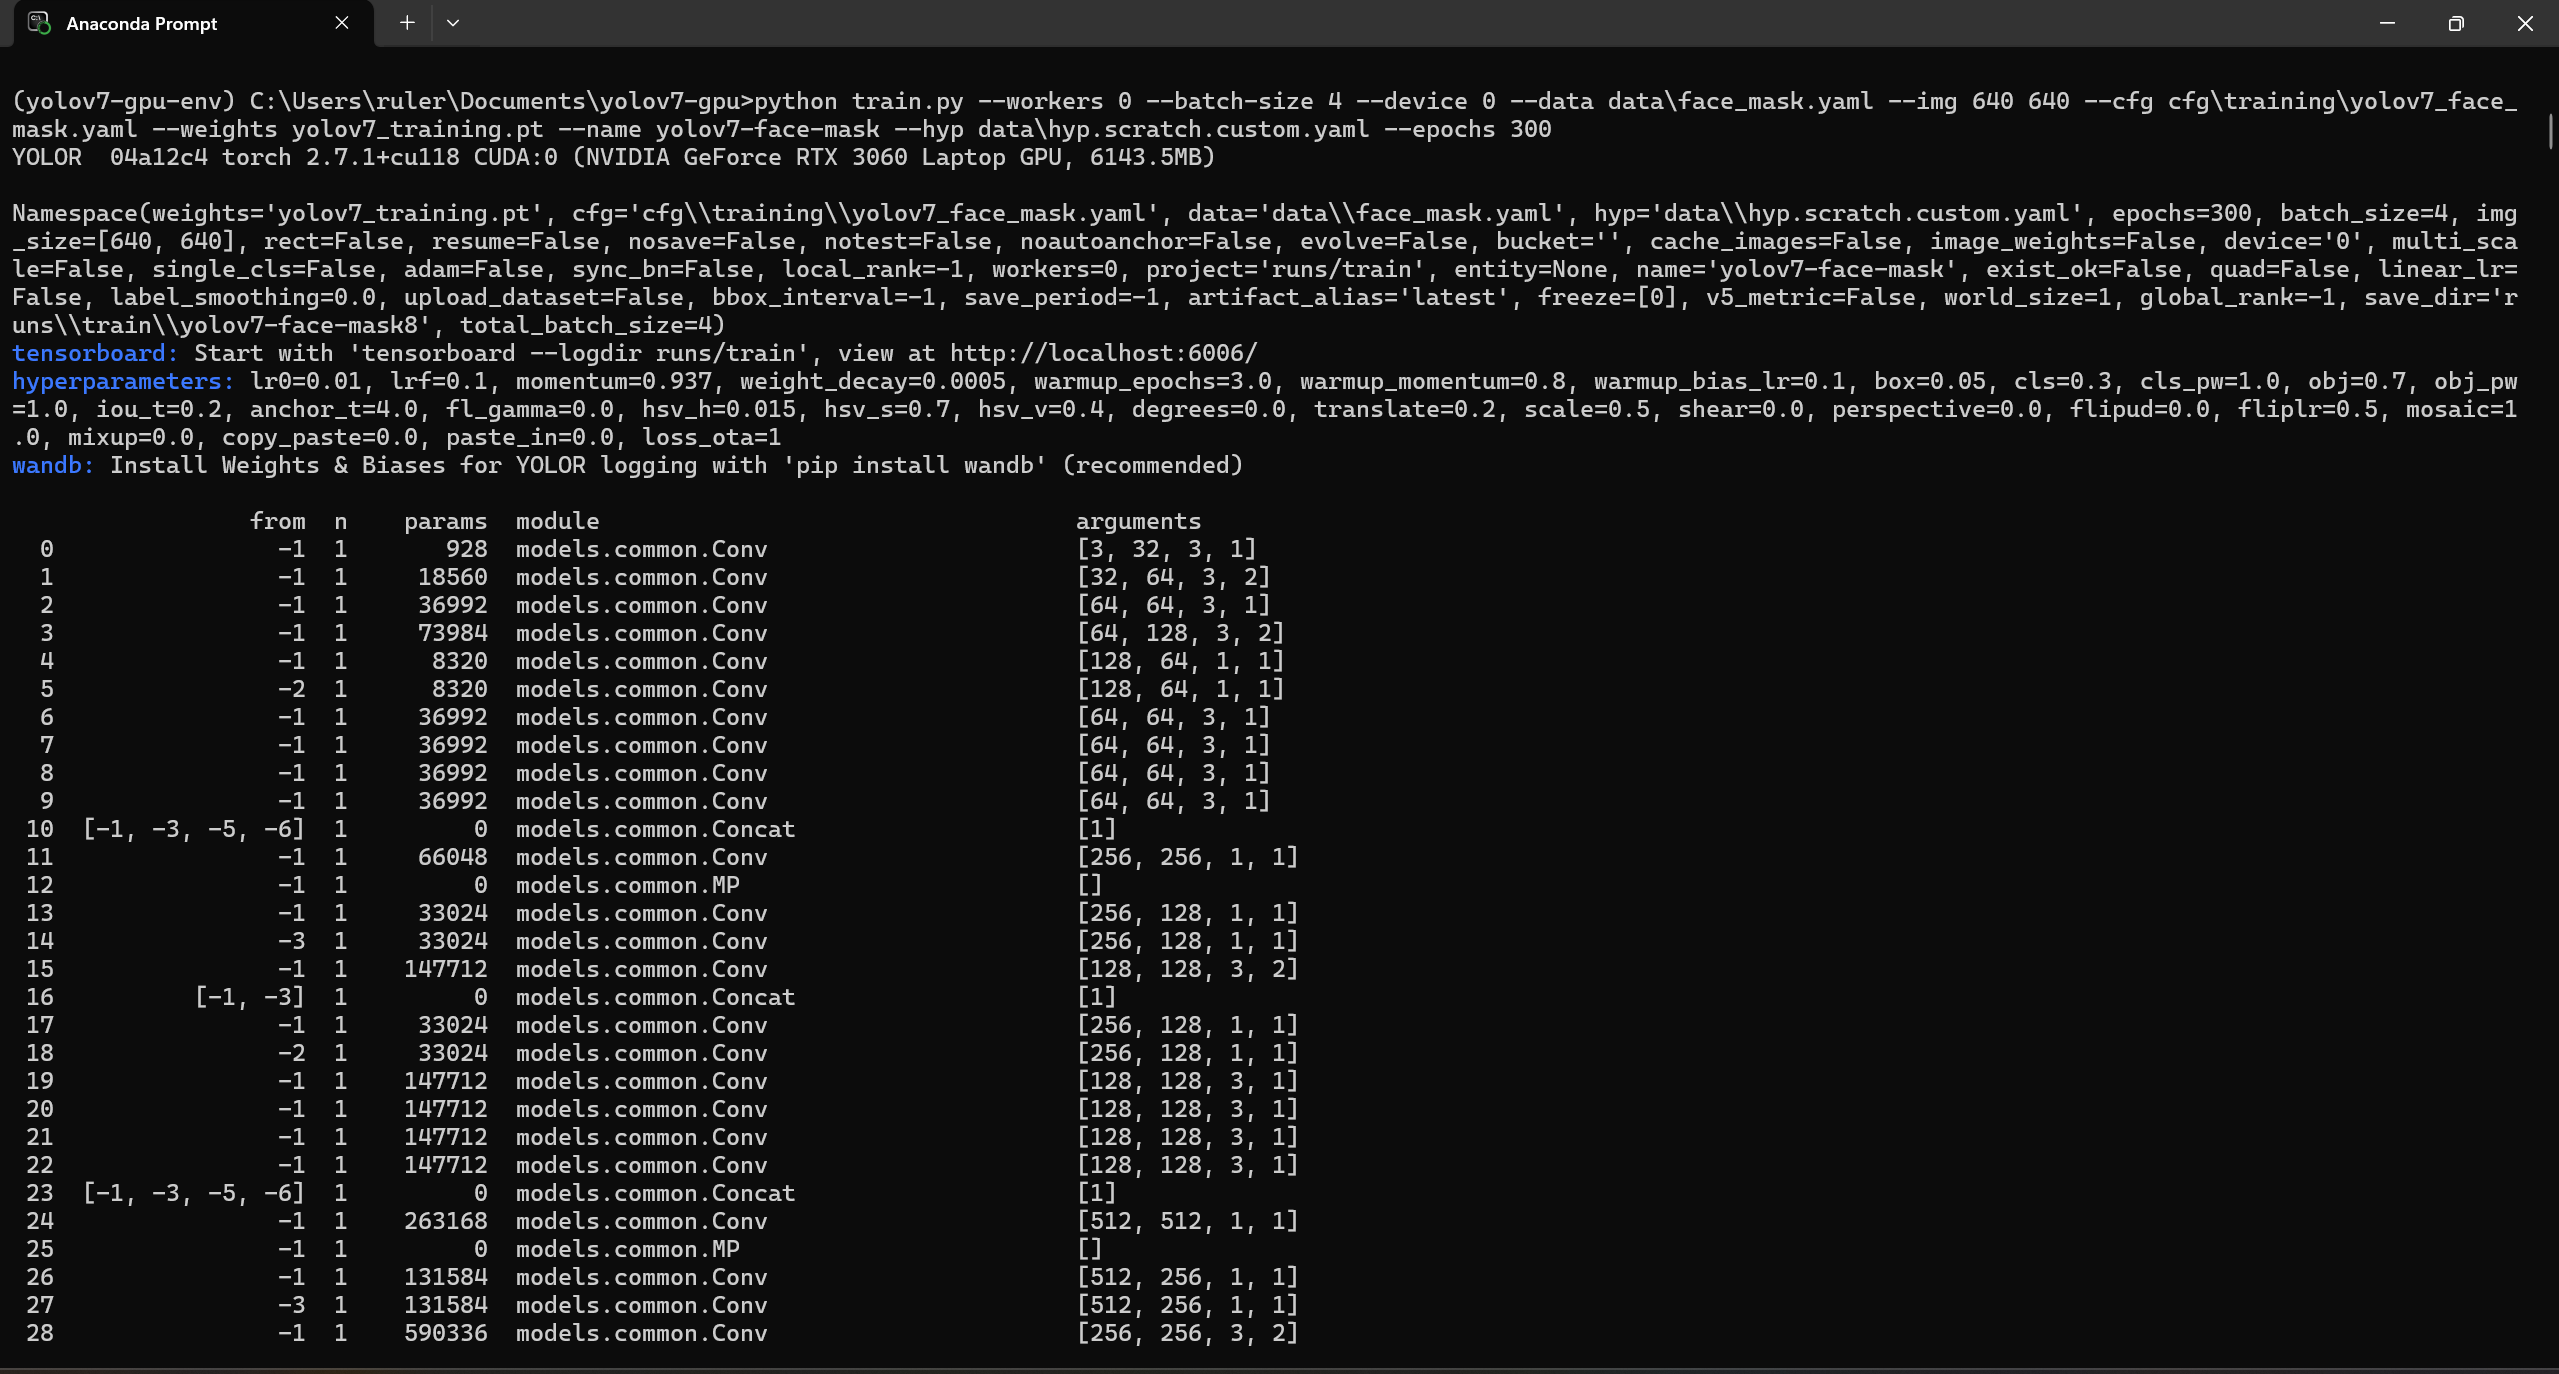 Anaconda Prompt
(yolov7-gpu-env) C:\Users\ruler\Documents\yolov7-gpu>python train.py --workers 0 --batch-size 4 --device 0 --data data\face_mask.yaml --img 640 640 --cfg cfg\training\yolov7_face_
mask.yaml --weights yolov7_training.pt --name yolov7-face-mask --hyp data\hyp.scratch.custom.yaml --epochs 300
YOLOR  04a12c4 torch 2.7.1+cu118 CUDA:0 (NVIDIA GeForce RTX 3060 Laptop GPU, 6143.5MB)
Namespace(weights='yolov7_training.pt', cfg='cfg\\training\\yolov7_face_mask.yaml', data='data\\face_mask.yaml', hyp='data\\hyp.scratch.custom.yaml', epochs=300, batch_size=4, img
_size=[640, 640], rect=False, resume=False, nosave=False, notest=False, noautoanchor=False, evolve=False, bucket='', cache_images=False, image_weights=False, device='0', multi_sca
le=False, single_cls=False, adam=False, sync_bn=False, local_rank=-1, workers=0, project='runs/train', entity=None, name='yolov7-face-mask', exist_ok=False, quad=False, linear_lr=
False, label_smoothing=0.0, upload_dataset=False, bbox_interval=-1, save_period=-1, artifact_alias='latest', freeze=[0], v5_metric=False, world_size=1, global_rank=-1, save_dir='r
uns\\train\\yolov7-face-mask8', total_batch_size=4)
tensorboard: Start with 'tensorboard --logdir runs/train', view at http://localhost:6006/
hyperparameters: lr0=0.01, lrf=0.1, momentum=0.937, weight_decay=0.0005, warmup_epochs=3.0, warmup_momentum=0.8, warmup_bias_lr=0.1, box=0.05, cls=0.3, cls_pw=1.0, obj=0.7, obj_pw
=1.0, iou_t=0.2, anchor_t=4.0, fl_gamma=0.0, hsv_h=0.015, hsv_s=0.7, hsv_v=0.4, degrees=0.0, translate=0.2, scale=0.5, shear=0.0, perspective=0.0, flipud=0.0, fliplr=0.5, mosaic=1
.0, mixup=0.0, copy_paste=0.0, paste_in=0.0, loss_ota=1
wandb: Install Weights & Biases for YOLOR logging with 'pip install wandb' (recommended)
from  n    params  module                                  arguments
0                -1  1       928  models.common.Conv                      [3, 32, 3, 1]
1                -1  1     18560  models.common.Conv                      [32, 64, 3, 2]
2                -1  1     36992  models.common.Conv                      [64, 64, 3, 1]
3                -1  1     73984  models.common.Conv                      [64, 128, 3, 2]
4                -1  1      8320  models.common.Conv                      [128, 64, 1, 1]
5                -2  1      8320  models.common.Conv                      [128, 64, 1, 1]
6                -1  1     36992  models.common.Conv                      [64, 64, 3, 1]
7                -1  1     36992  models.common.Conv                      [64, 64, 3, 1]
8                -1  1     36992  models.common.Conv                      [64, 64, 3, 1]
9                -1  1     36992  models.common.Conv                      [64, 64, 3, 1]
10  [-1, -3, -5, -6]  1         0  models.common.Concat                    [1]
11                -1  1     66048  models.common.Conv                      [256, 256, 1, 1]
12                -1  1         0  models.common.MP                        []
13                -1  1     33024  models.common.Conv                      [256, 128, 1, 1]
14                -3  1     33024  models.common.Conv                      [256, 128, 1, 1]
15                -1  1    147712  models.common.Conv                      [128, 128, 3, 2]
16          [-1, -3]  1         0  models.common.Concat                    [1]
17                -1  1     33024  models.common.Conv                      [256, 128, 1, 1]
18                -2  1     33024  models.common.Conv                      [256, 128, 1, 1]
19                -1  1    147712  models.common.Conv                      [128, 128, 3, 1]
20                -1  1    147712  models.common.Conv                      [128, 128, 3, 1]
21                -1  1    147712  models.common.Conv                      [128, 128, 3, 1]
22                -1  1    147712  models.common.Conv                      [128, 128, 3, 1]
23  [-1, -3, -5, -6]  1         0  models.common.Concat                    [1]
24                -1  1    263168  models.common.Conv                      [512, 512, 1, 1]
25                -1  1         0  models.common.MP                        []
26                -1  1    131584  models.common.Conv                      [512, 256, 1, 1]
27                -3  1    131584  models.common.Conv                      [512, 256, 1, 1]
28                -1  1    590336  models.common.Conv                      [256, 256, 3, 2]